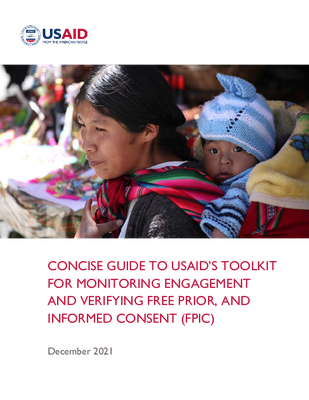 USAID
FROM THE AMERICAN PEOPLE
CONCISE GUIDE TO USAID'S TOOLKIT
FOR MONITORING ENGAGEMENT
AND VERIFYING FREE PRIOR, AND
INFORMED CONSENT (FPIC)
December 2021